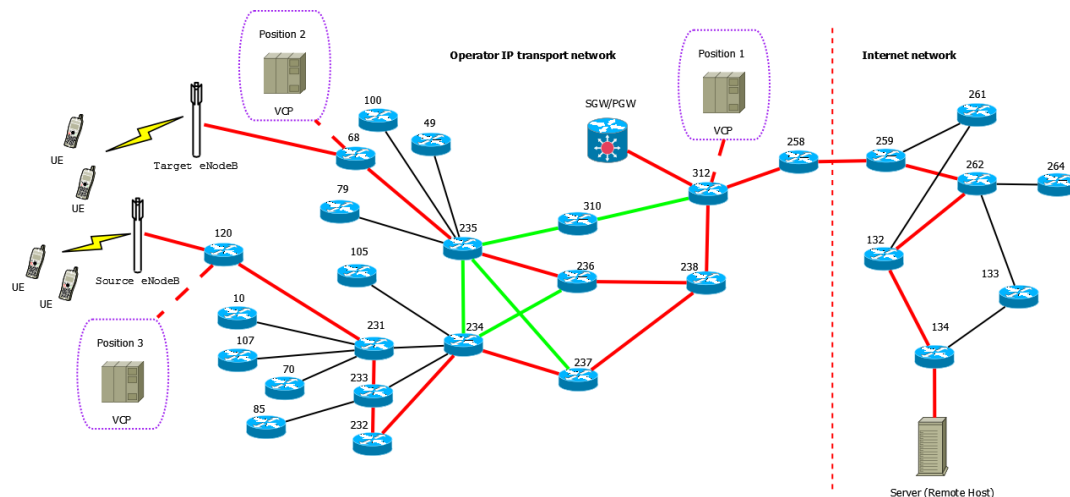 Operator IP transport network
Internet network
Position 2
VCP
Position 1
VCP
SGW/PGW
UE
UE
Target eNodeB
100
49
68
79
261
258
259
262
264
312
310
235
236
238
132
133
134
UE
UE
Source eNodeB
120
105
10
107
70
85
231
233
232
234
237
Position 3
VCP
Server (Remote Host)